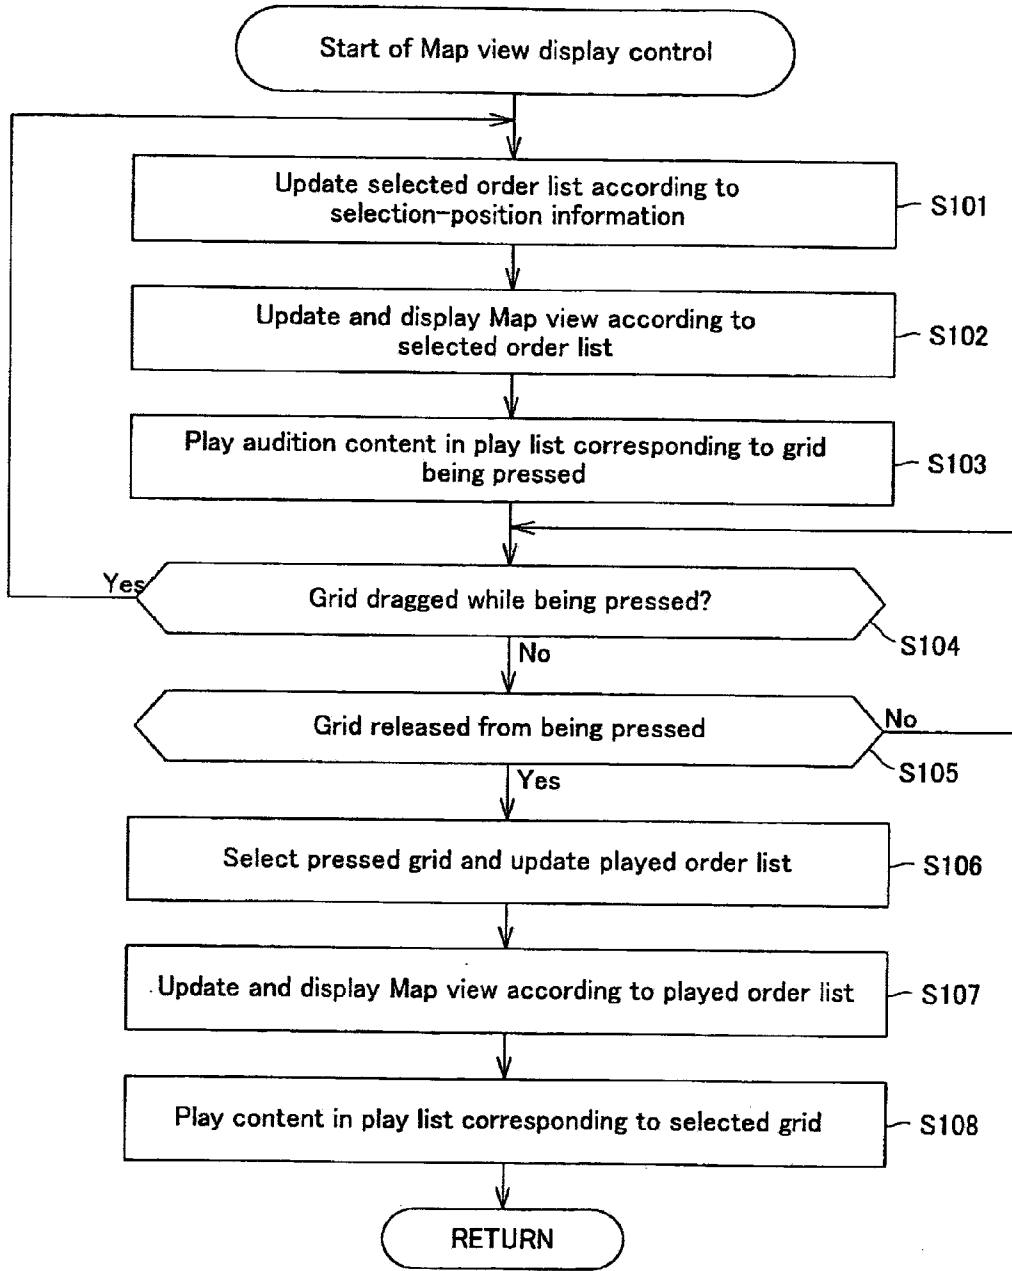 Start of Map view display control
Update selected order list according to
selection-position information
S101
Update and display Map view according to
selected order list
S102
Play audition content in play list corresponding to grid
being pressed
S103
Yes
Grid dragged while being pressed?
S104
No
Grid released from being pressed
No
S105
Yes
Select pressed grid and update played order list
S106
Update and display Map view according to played order list
S107
Play content in play list corresponding to selected grid
S108
RETURN